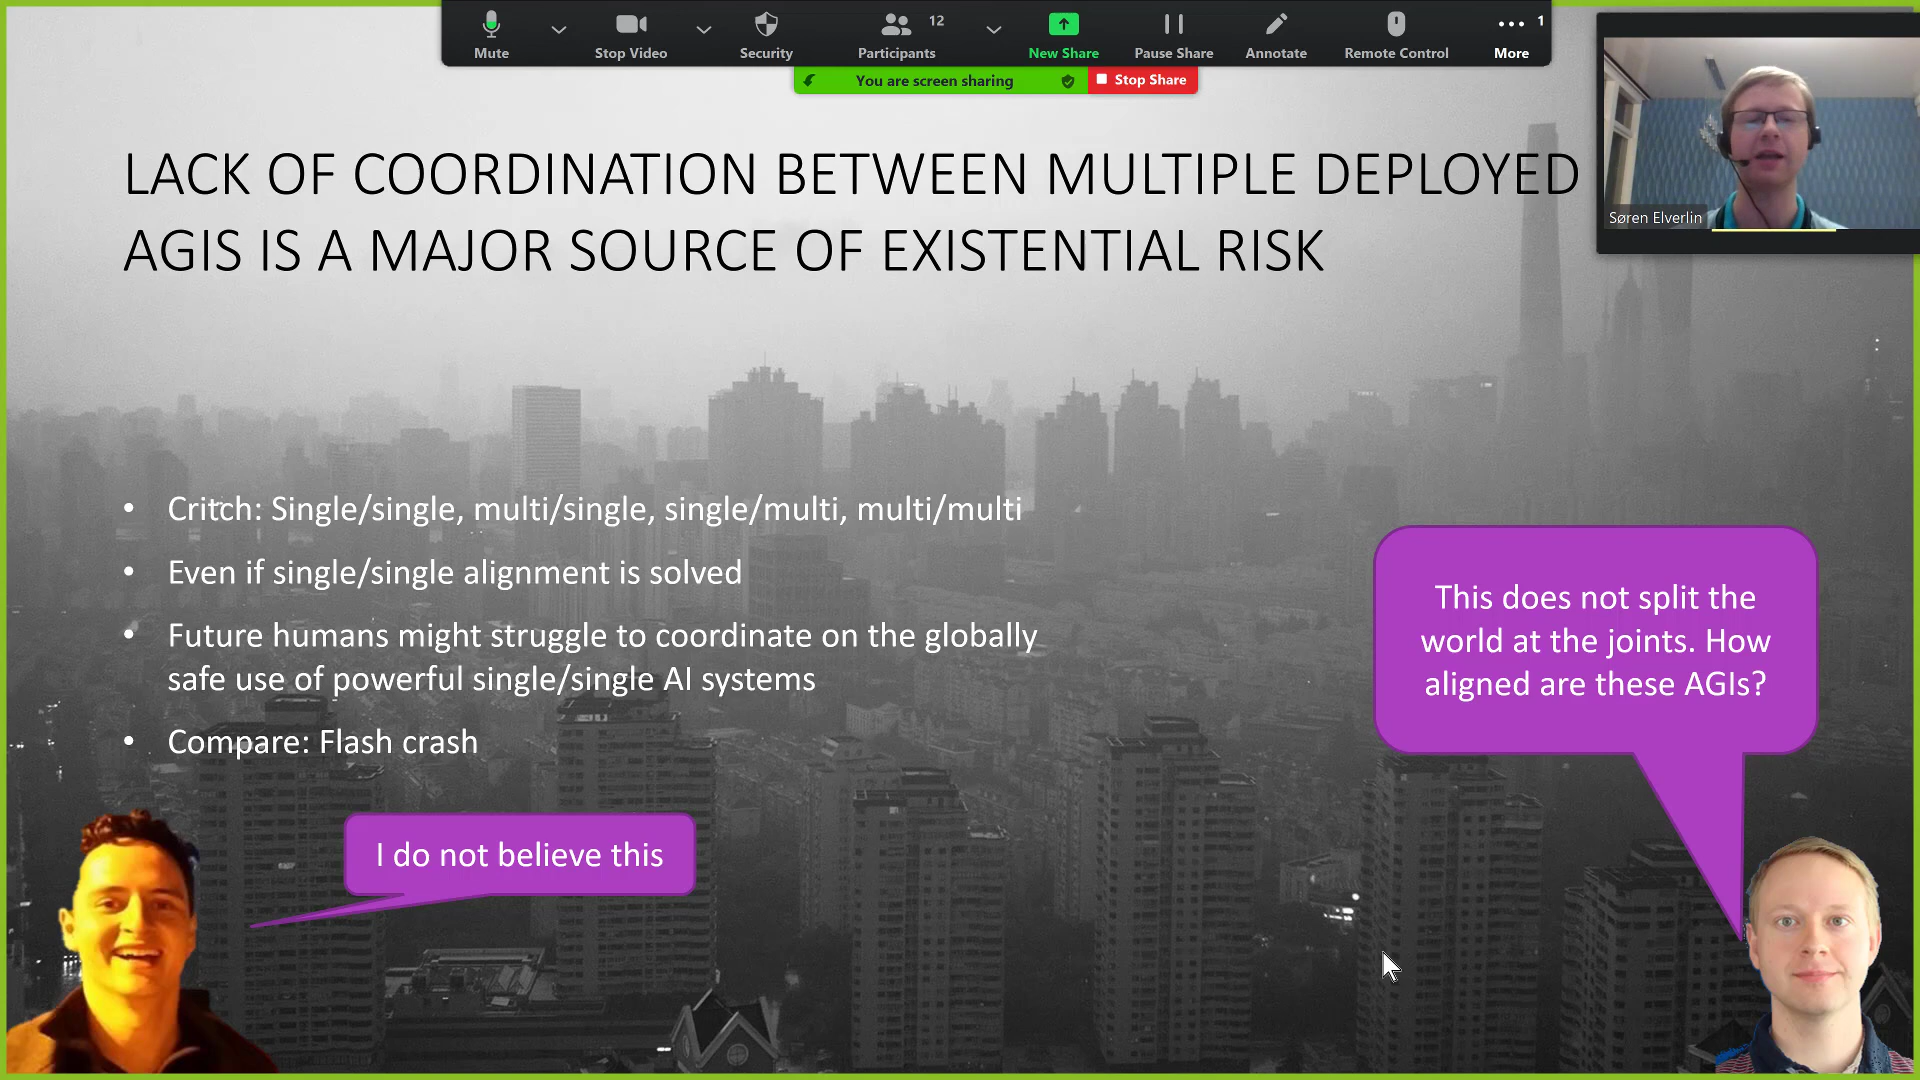 Mute
Stop Video
Security
Participants
12
New Share
Pause Share
Annotate
Remote Control
More
1
You are screen sharing
Stop Share
Søren Elverlin
LACK OF COORDINATION BETWEEN MULTIPLE DEPLOYED
AGIS IS A MAJOR SOURCE OF EXISTENTIAL RISK
• Critch: Single/single, multi/single, single/multi, multi/multi
• Even if single/single alignment is solved
• Future humans might struggle to coordinate on the globally
safe use of powerful single/single AI systems
• Compare: Flash crash
This does not split the
world at the joints. How
aligned are these AGIs?
I do not believe this